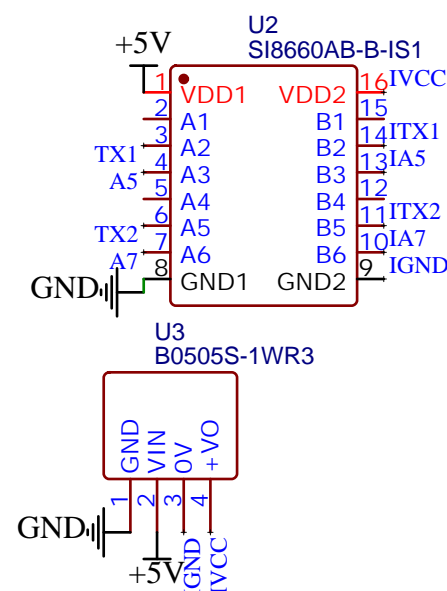 U2
SI8660AB-B-IS1
+5V
1 VDD1 VDD2 16 IVCC
2 A1 B1 15
TX1 3 A2 B2 14 ITX1
A5 4 A3 B3 13 IA5
5 A4 B4 12
TX2 6 A5 B5 11 ITX2
A7 7 A6 B6 10 IA7
GND 8 GND1 GND2 9 IGND
U3
B0505S-1WR3
GND VIN 0V +VO
1 2 3 4
GND
+5V
IGND
IVCC